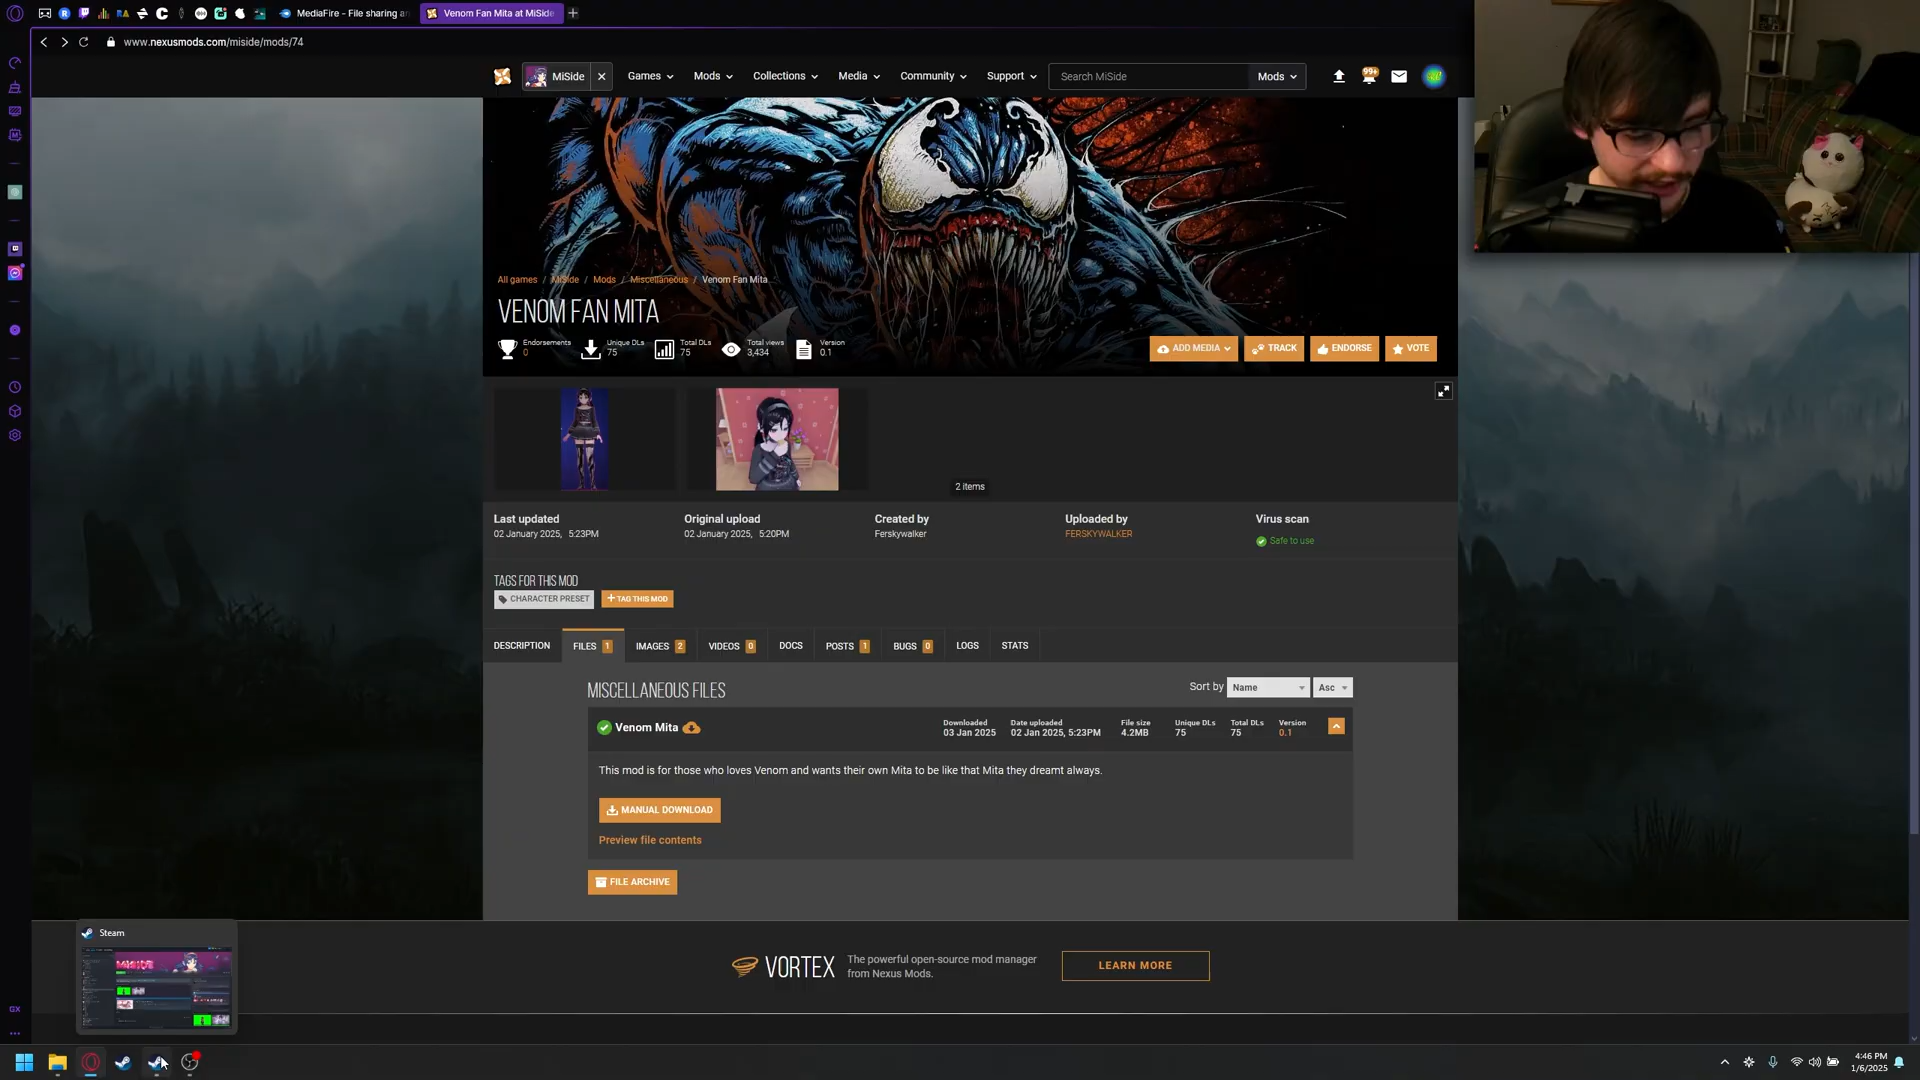 MediaFire - File sharing a
Venom Fan Mita at MiSide
www.nexusmods.com/miside/mods/74
MiSide
Games
Mods
Collections
Media
Community
Support
Search MiSide
Mods
99+
All games / MiSide / Mods / Miscellaneous / Venom Fan Mita
VENOM FAN MITA
Endorsements
0
Unique DLs
75
Total DLs
75
Total views
3,434
Version
0.1
ADD MEDIA
TRACK
ENDORSE
VOTE
2 items
Last updated
02 January 2025, 5:23PM
Original upload
02 January 2025, 5:20PM
Created by
Ferskywalker
Uploaded by
FERSKYWALKER
Virus scan
Safe to use
TAGS FOR THIS MOD
CHARACTER PRESET
+ TAG THIS MOD
DESCRIPTION
FILES 1
IMAGES 2
VIDEOS 0
DOCS
POSTS 1
BUGS 0
LOGS
STATS
MISCELLANEOUS FILES
Sort by Name Asc
Venom Mita
Downloaded
03 Jan 2025
Date uploaded
02 Jan 2025, 5:23PM
File size
4.2MB
Unique DLs
75
Total DLs
75
Version
0.1
This mod is for those who loves Venom and wants their own Mita to be like that Mita they dreamt always.
MANUAL DOWNLOAD
Preview file contents
FILE ARCHIVE
Steam
MiSide
VORTEX
The powerful open-source mod manager
from Nexus Mods.
LEARN MORE
GX
4:46 PM
1/6/2025